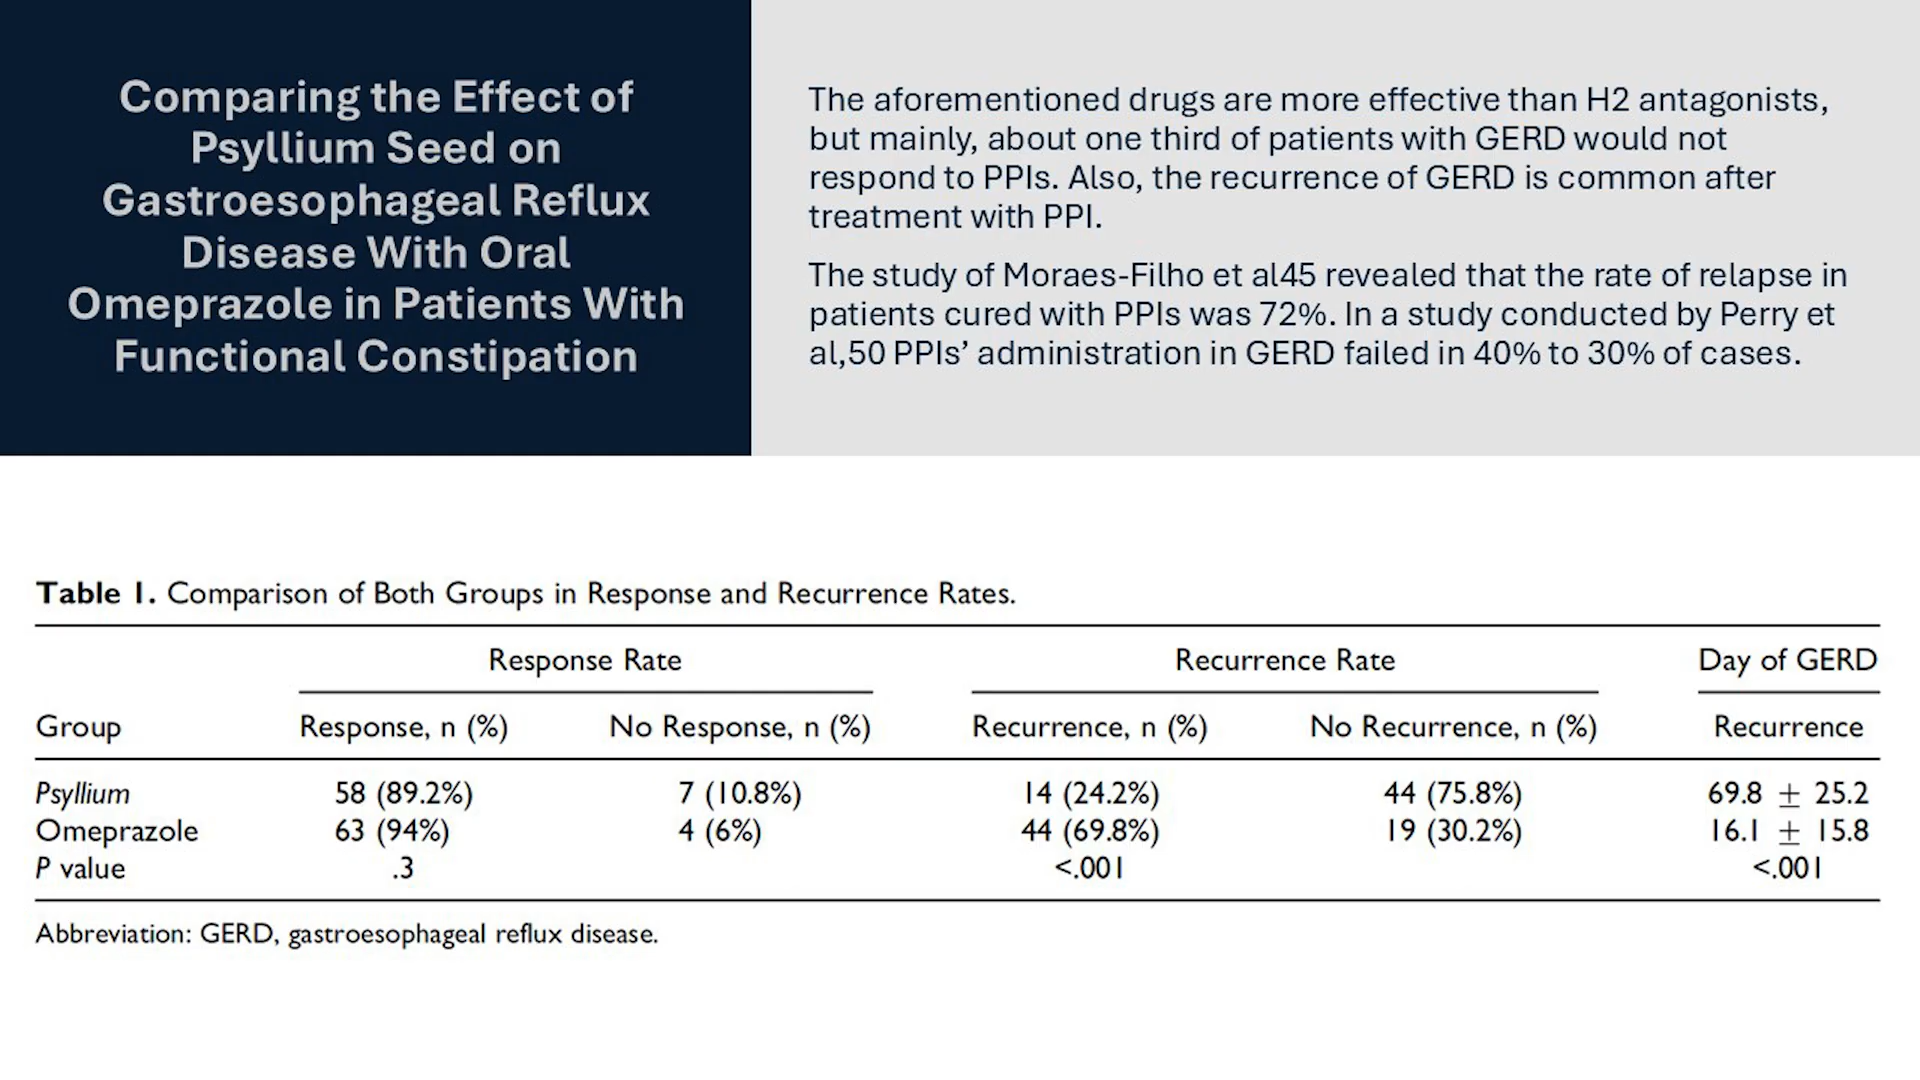 Comparing the Effect of
Psyllium Seed on
Gastroesophageal Reflux
Disease With Oral
Omeprazole in Patients With
Functional Constipation
The aforementioned drugs are more effective than H2 antagonists,
but mainly, about one third of patients with GERD would not
respond to PPIs. Also, the recurrence of GERD is common after
treatment with PPI.
The study of Moraes-Filho et al45 revealed that the rate of relapse in
patients cured with PPIs was 72%. In a study conducted by Perry et
al,50 PPIs’ administration in GERD failed in 40% to 30% of cases.
Table 1. Comparison of Both Groups in Response and Recurrence Rates.
Response Rate Recurrence Rate Day of GERD
Group Response, n (%) No Response, n (%) Recurrence, n (%) No Recurrence, n (%) Recurrence
Psyllium 58 (89.2%) 7 (10.8%) 14 (24.2%) 44 (75.8%) 69.8 ± 25.2
Omeprazole 63 (94%) 4 (6%) 44 (69.8%) 19 (30.2%) 16.1 ± 15.8
P value .3 <.001 <.001
Abbreviation: GERD, gastroesophageal reflux disease.